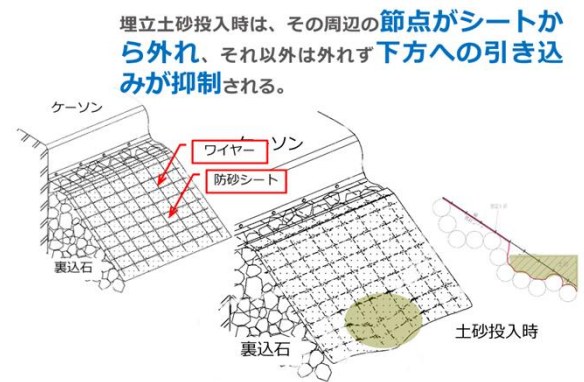 埋立土砂投入時は、その周辺の節点がシートか
ら外れ、それ以外は外れず下方への引き込
みが抑制される。
ケーソン
ケーソン
ワイヤー
防砂シート
裏込石
裏込石
土砂投入時